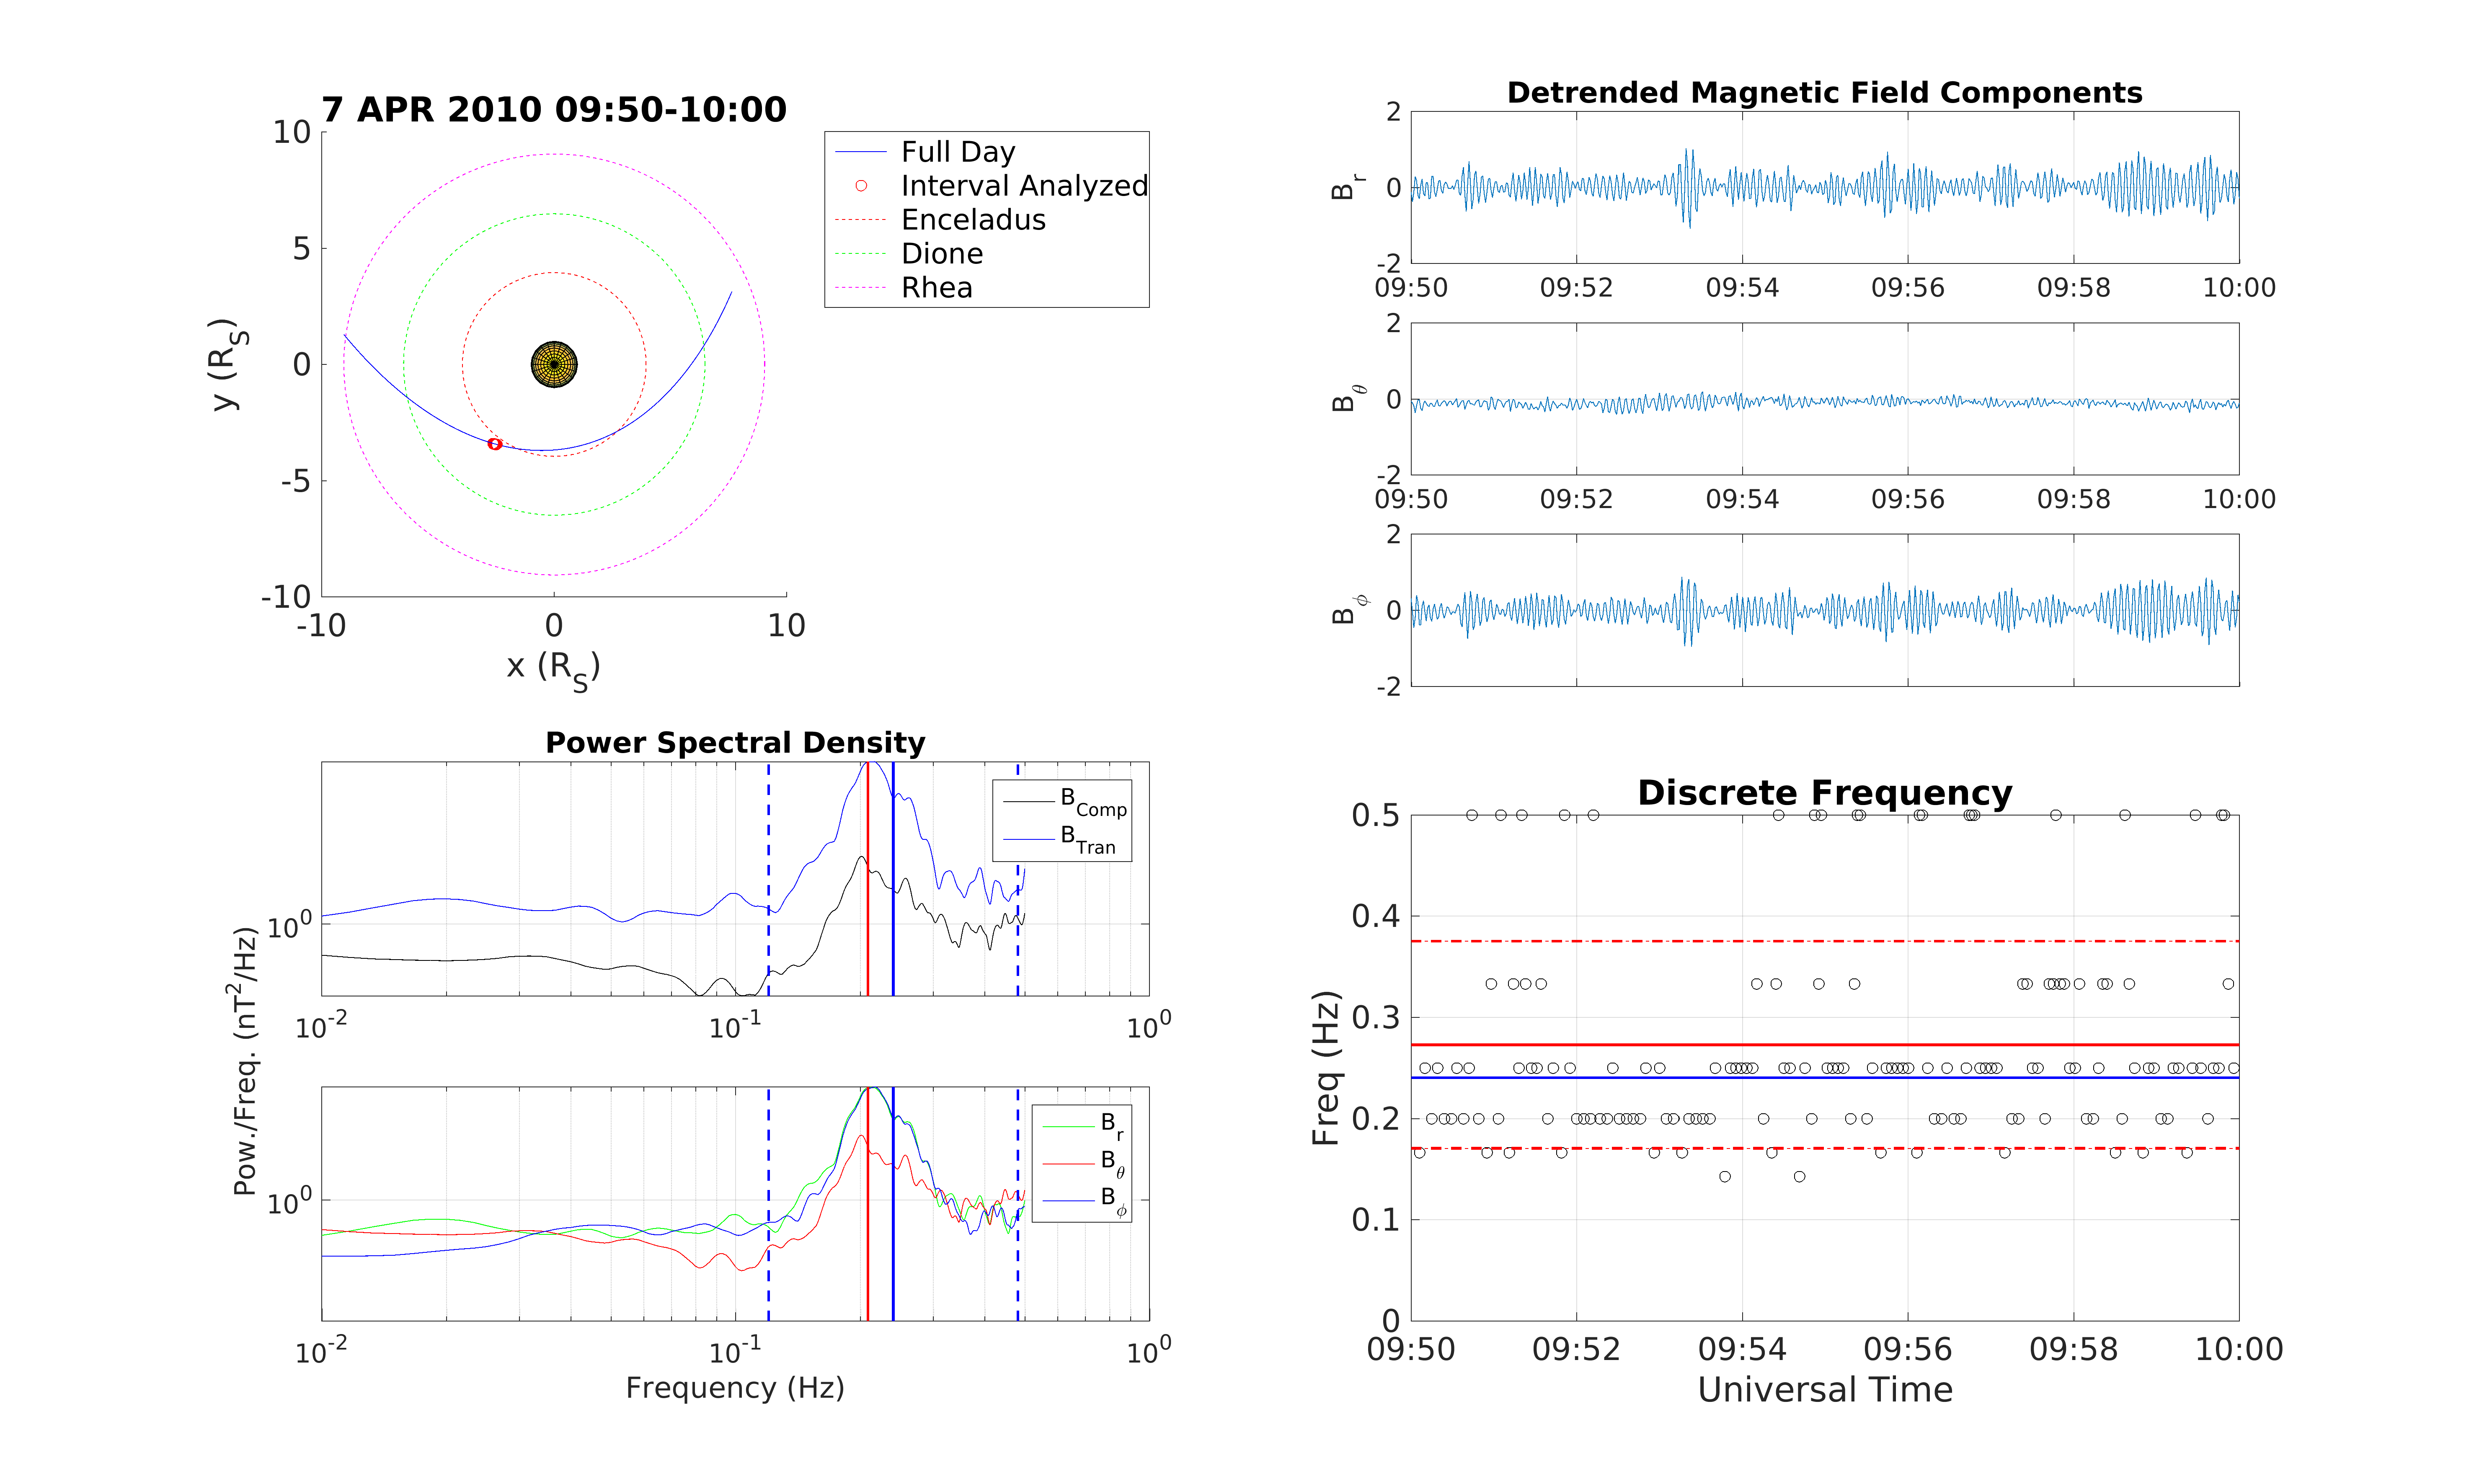 7 APR 2010 09:50-10:00
10
5
0
-5
-10
y (R_S)
-10 0 10
x (R_S)
Full Day
Interval Analyzed
Enceladus
Dione
Rhea
Detrended Magnetic Field Components
2
0
-2
B_r
09:50 09:52 09:54 09:56 09:58 10:00
2
0
-2
B_θ
09:50 09:52 09:54 09:56 09:58 10:00
2
0
-2
B_ϕ
Power Spectral Density
B_Comp
B_Tran
10^0
10^-2 10^-1 10^0
Pow./Freq. (nT^2/Hz)
B_r
B_θ
B_ϕ
10^0
10^-2 10^-1 10^0
Frequency (Hz)
Discrete Frequency
0.5
0.4
0.3
0.2
0.1
0
Freq (Hz)
09:50 09:52 09:54 09:56 09:58 10:00
Universal Time